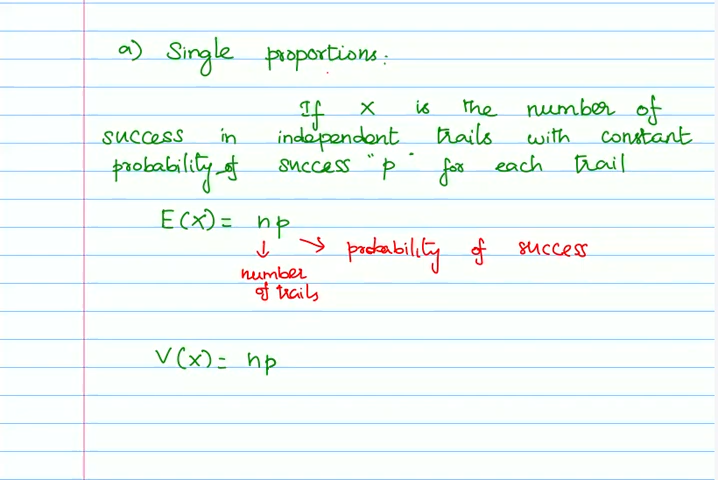 a) Single proportions:
If X is the number of
success in independent trails with constant
probability of success "p" for each trail
E(X) = np
↓ → probability of success
number
of trails
V(X) = np